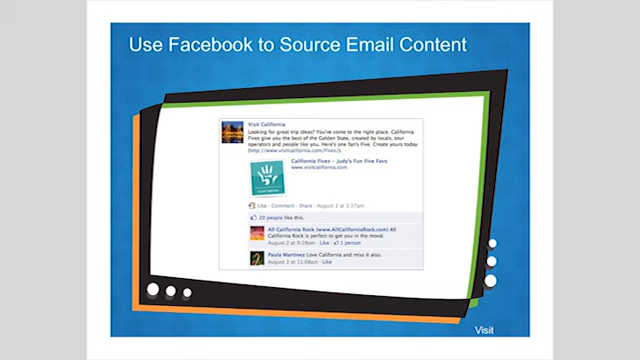 Use Facebook to Source Email Content
Visit California
Looking for great trip ideas? You've come to the right place. California
Fives give you the best of the Golden State, created by locals, tour
operators and people like you. Here's one fan's Five. Create yours today
(http://www.visitcalifornia.com/Fives/).
California Fives – Judy's Fun Five Favs
www.visitcalifornia.com
Like · Comment · Share · August 2 at 3:37pm
20 people like this.
All California Rock (www.AllCaliforniaRock.com) All
California Rock is perfect to get you in the mood.
August 2 at 9:28pm · Like · 1 person
Paula Martinez Love California and miss it also.
August 3 at 11:08am · Like
Visit